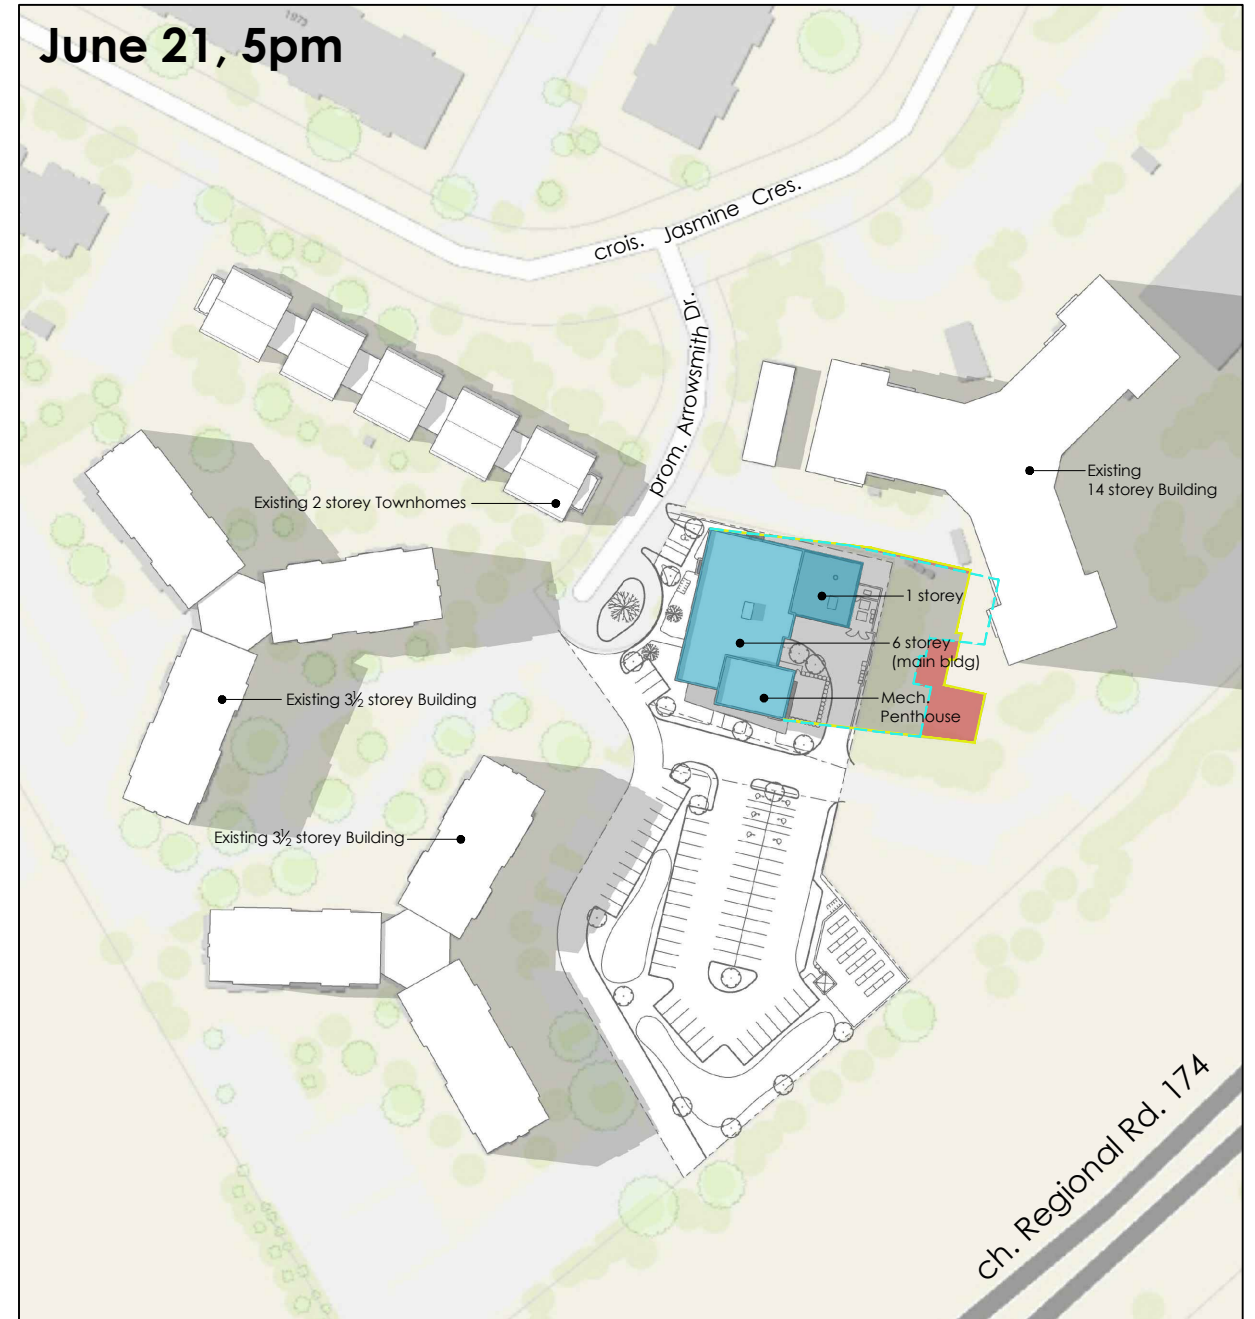 June 21, 5pm
1973
crois. Jasmine Cres.
prom. Arrowsmith Dr.
Existing
14 storey Building
Existing 2 storey Townhomes
1 storey
6 storey
(main bldg)
Existing 3½ storey Building
Mech.
Penthouse
Existing 3½ storey Building
ch. Regional Rd. 174